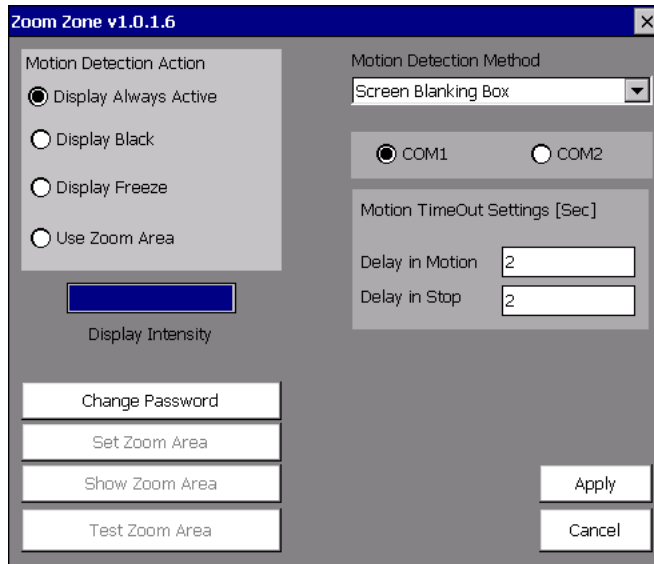 Zoom Zone v1.0.1.6
Motion Detection Action
Display Always Active
Display Black
Display Freeze
Use Zoom Area
Display Intensity
Motion Detection Method
Screen Blanking Box
COM1 COM2
Motion TimeOut Settings [Sec]
Delay in Motion 2
Delay in Stop 2
Change Password
Set Zoom Area
Show Zoom Area
Test Zoom Area
Apply
Cancel